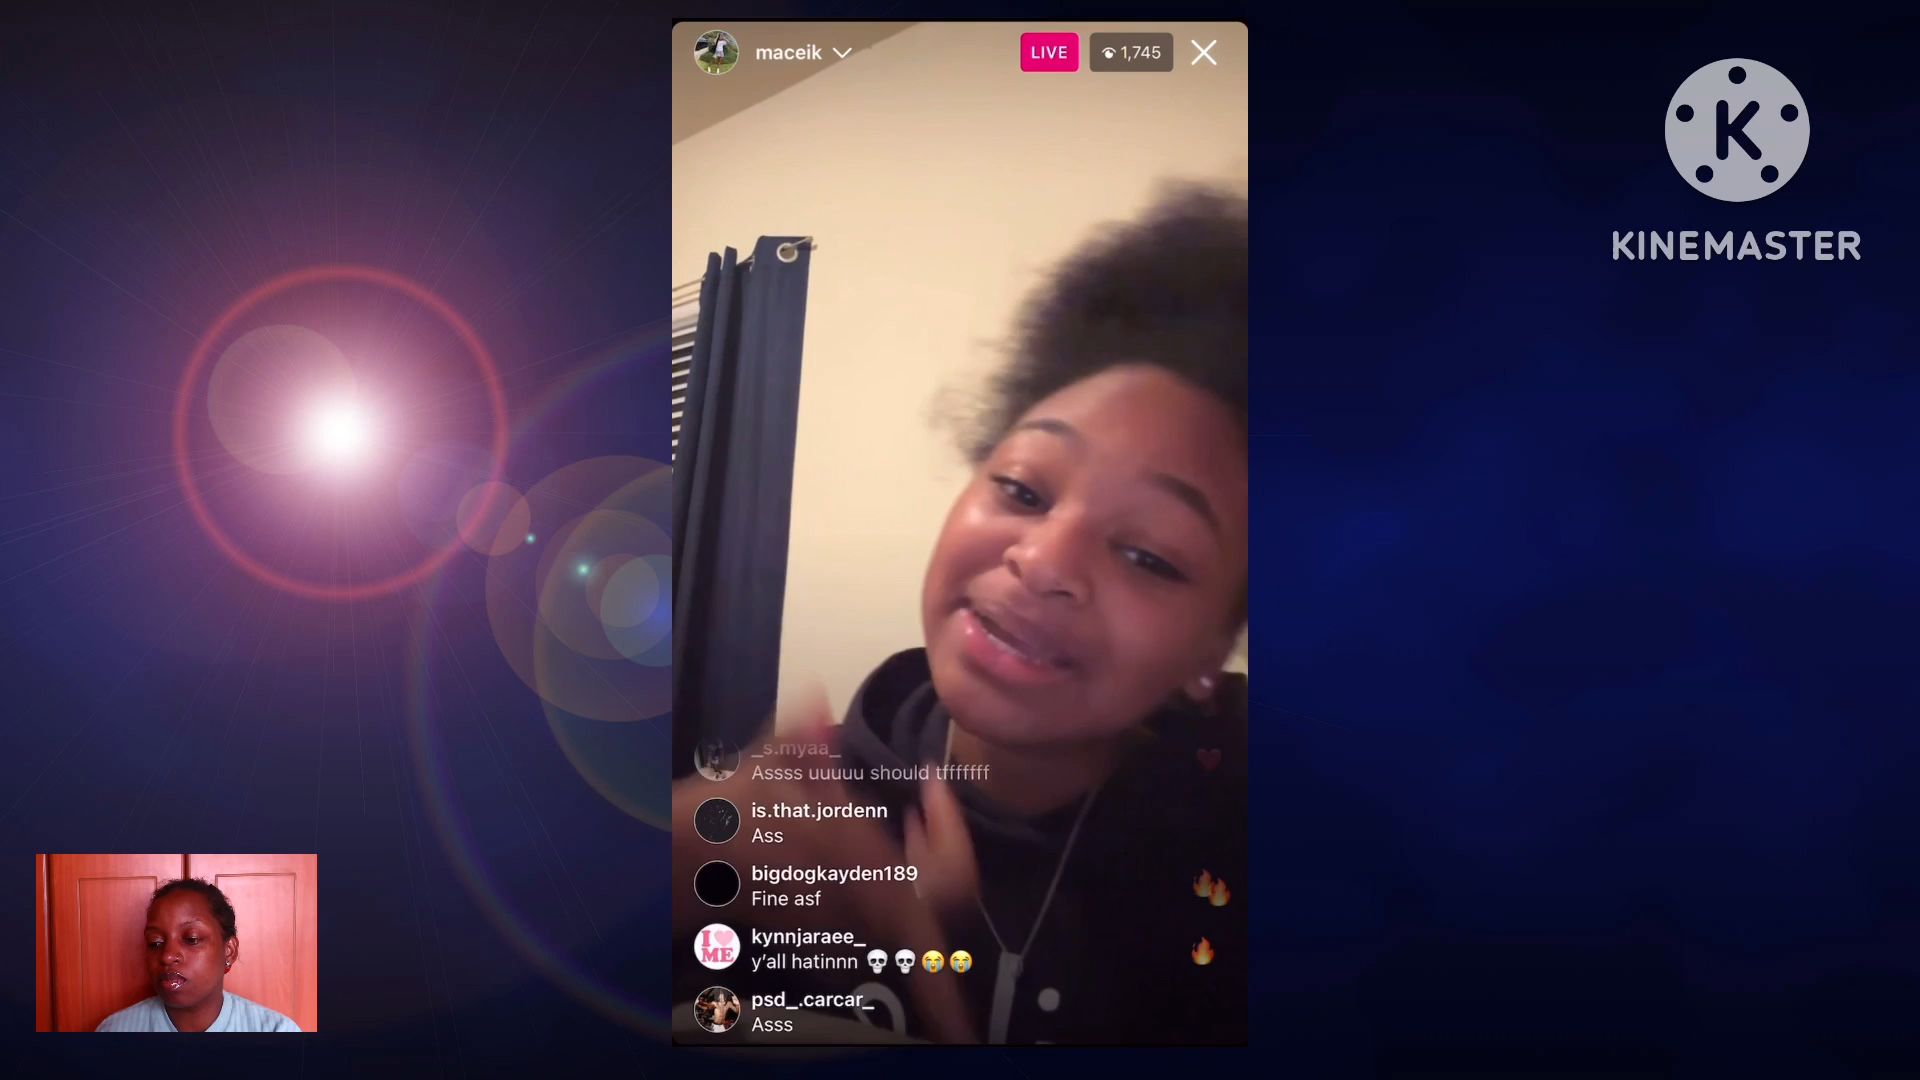 maceik
LIVE
1,745
K
KINEMASTER
_s.myaa_
Assss uuuuu should tfffffff
is.that.jordenn
Ass
bigdogkayden189
Fine asf
kynnjaraee_
I ME
y'all hatinnn 💀💀😭😭
psd_.carcar_
Asss